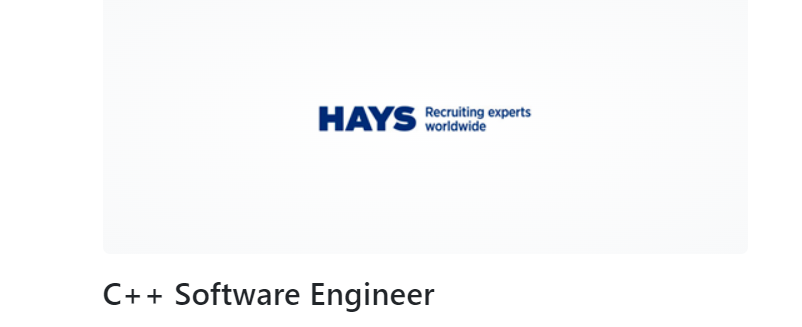 HAYS Recruiting experts
worldwide
C++ Software Engineer